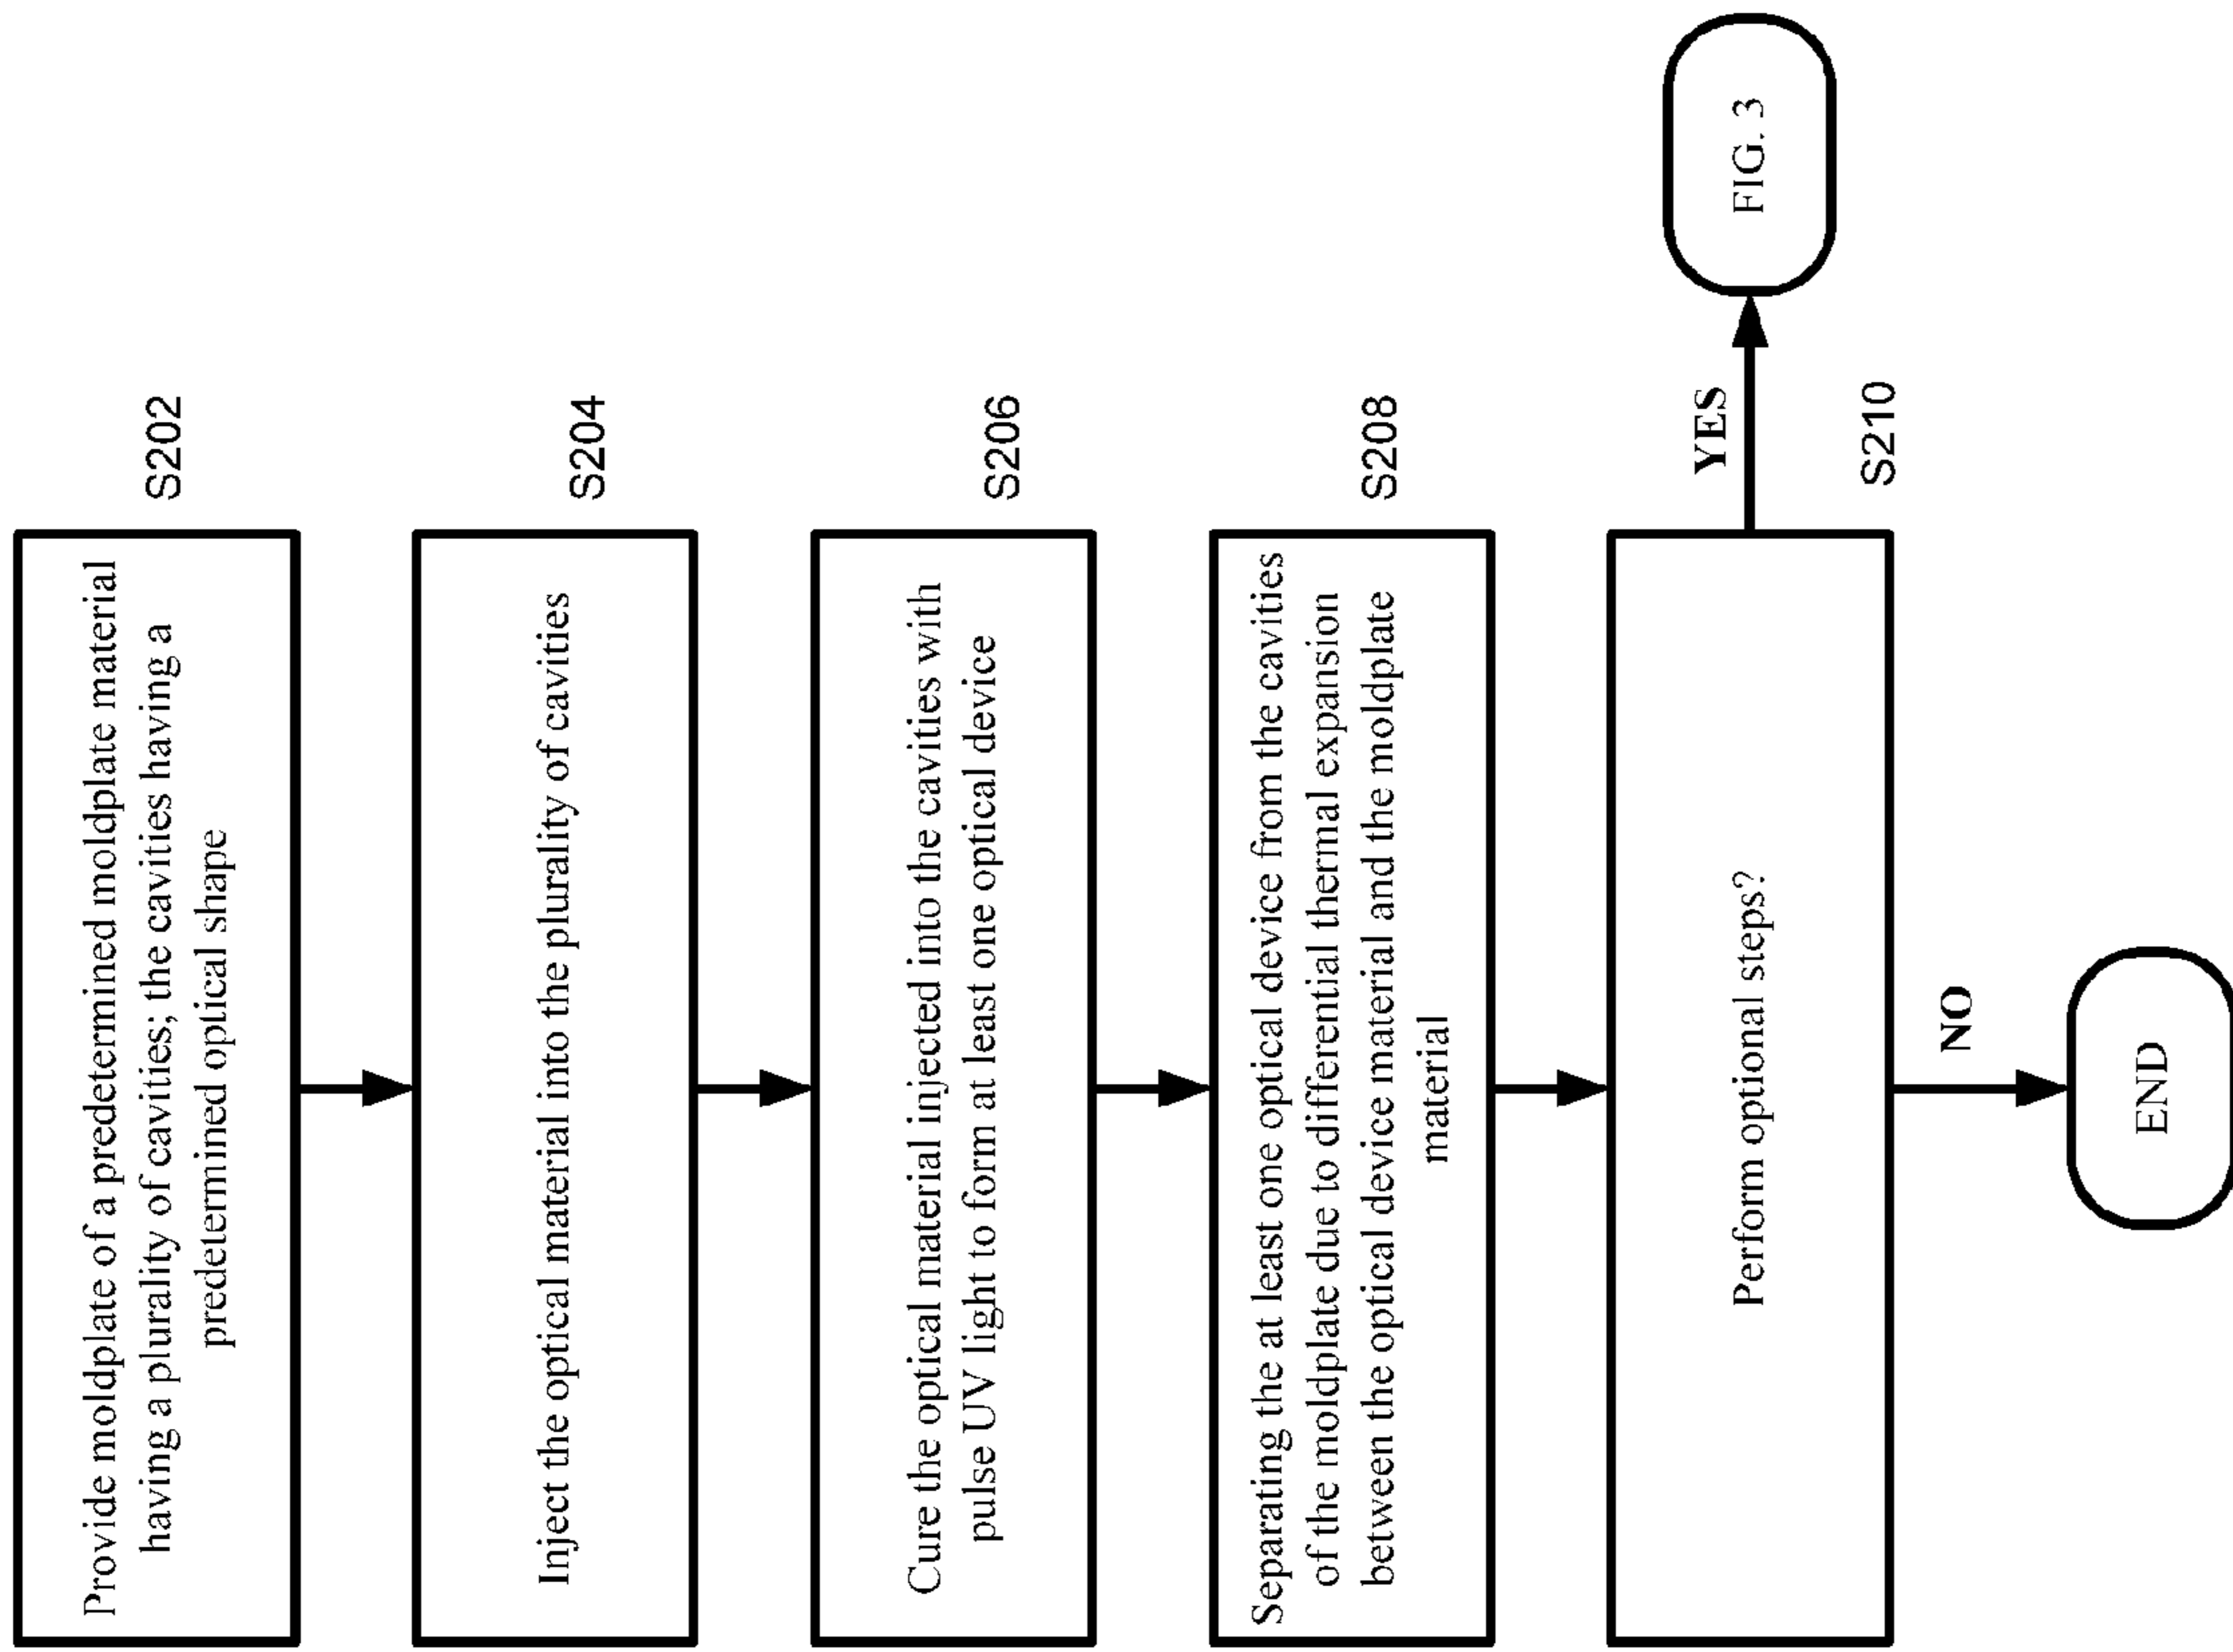 Provide moldplate of a predetermined moldplate material
having a plurality of cavities; the cavities having a
predetermined optical shape
S202
Inject the optical material into the plurality of cavities
S204
Cure the optical material injected into the cavities with
pulse UV light to form at least one optical device
S206
Separating the at least one optical device from the cavities
of the moldplate due to differential thermal expansion
between the optical device material and the moldplate
material
S208
Perform optional steps?
YES
S210
FIG. 3
NO
END